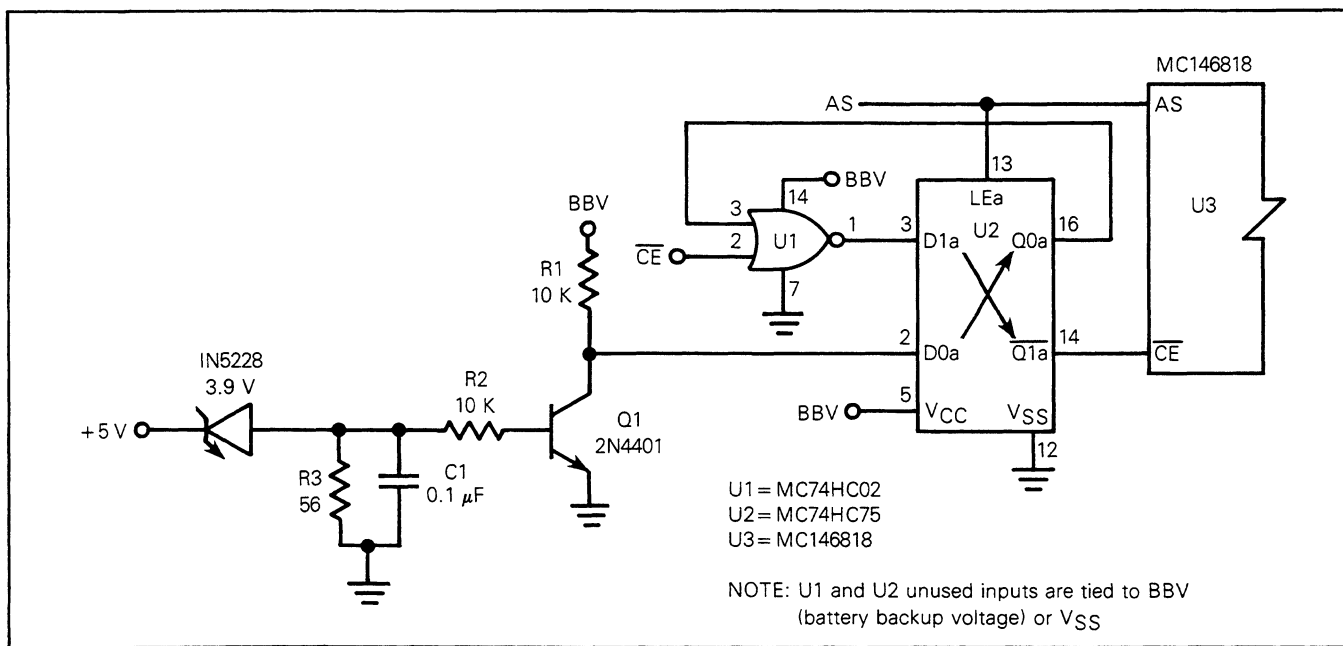 MC146818
AS
AS
13
BBV
14
LEa
3
1
3
D1a
U2
Q0a
16
U3
BBV
CE
2
U1
7
R1
10 K
2
D0a
Q1a
14
CE
IN5228
3.9 V
R2
10 K
5
BBV
VCC
VSS
12
+5 V
Q1
2N4401
R3
56
C1
0.1 μF
U1=MC74HC02
U2=MC74HC75
U3=MC146818
NOTE: U1 and U2 unused inputs are tied to BBV
(battery backup voltage) or VSS